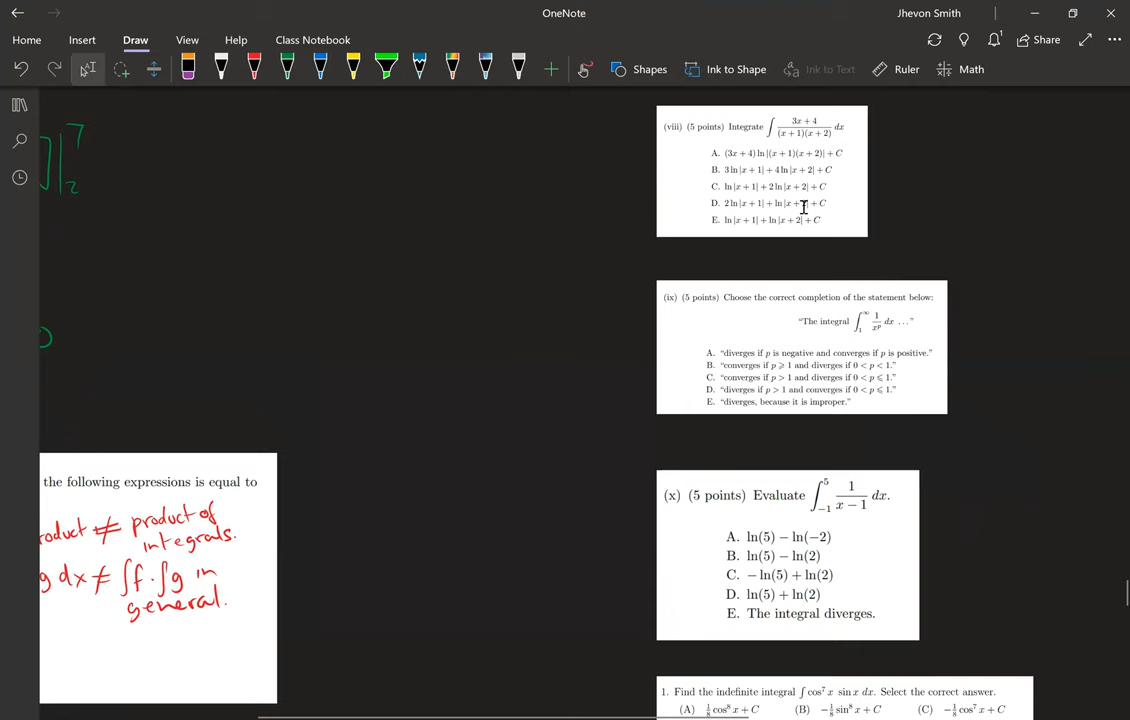 OneNote
Jhevon Smith
Home Insert Draw View Help Class Notebook
Share
Shapes Ink to Shape Ink to Text Ruler Math
]|⁷₂
(viii) (5 points) Integrate ∫ (3x + 4)/((x + 1)(x + 2)) dx
A. (3x + 4) ln |(x + 1)(x + 2)| + C
B. 3 ln |x + 1| + 4 ln |x + 2| + C
C. ln |x + 1| + 2 ln |x + 2| + C
D. 2 ln |x + 1| + ln |x + | + C
E. ln |x + 1| + ln |x + 2| + C
(ix) (5 points) Choose the correct completion of the statement below:
"The integral ∫₁^∞ 1/xᵖ dx ..."
A. "diverges if p is negative and converges if p is positive."
B. "converges if p ⩾ 1 and diverges if 0 < p < 1."
C. "converges if p > 1 and diverges if 0 < p ⩽ 1."
D. "diverges if p > 1 and converges if 0 < p ⩽ 1."
E. "diverges, because it is improper."
the following expressions is equal to
roduct ≠ product of
integrals.
g dx ≠ ∫f · ∫g in
general.
(x) (5 points) Evaluate ∫₋₁⁵ 1/(x − 1) dx.
A. ln(5) − ln(−2)
B. ln(5) − ln(2)
C. − ln(5) + ln(2)
D. ln(5) + ln(2)
E. The integral diverges.
1. Find the indefinite integral ∫ cos⁷ x sin x dx. Select the correct answer.
(A) ⅛ cos⁸ x + C (B) −⅛ sin⁸ x + C (C) −⅛ cos⁷ x + C